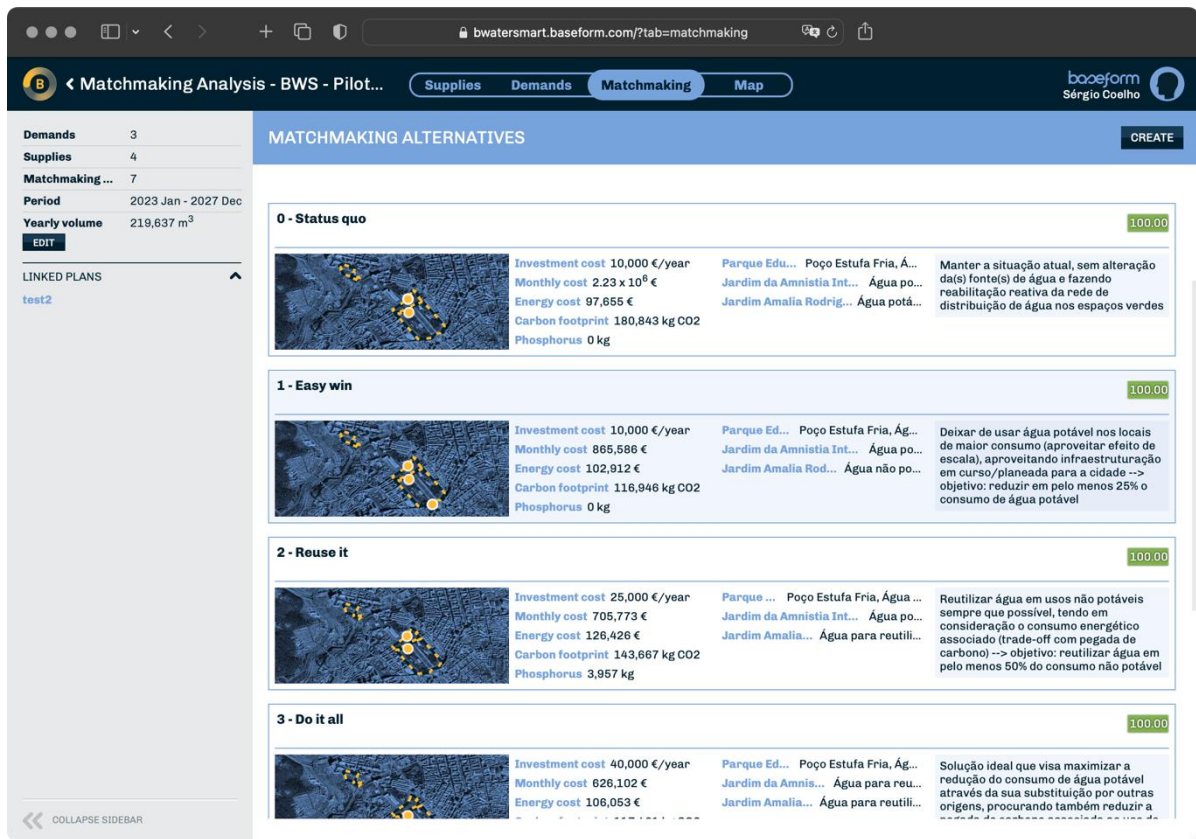 bwatersmart.baseform.com/?tab=matchmaking
B
Matchmaking Analysis - BWS - Pilot...
Supplies
Demands
Matchmaking
Map
baseform
Sérgio Coelho
Demands 3
Supplies 4
Matchmaking ... 7
Period 2023 Jan - 2027 Dec
Yearly volume 219,637 m³
EDIT
LINKED PLANS
test2
COLLAPSE SIDEBAR
MATCHMAKING ALTERNATIVES
CREATE
0 - Status quo
100.00
Investment cost 10,000 €/year
Monthly cost 2.23 x 10⁶ €
Energy cost 97,655 €
Carbon footprint 180,843 kg CO2
Phosphorus 0 kg
Parque Edu... Poço Estufa Fria, Á...
Jardim da Amnistia Int... Água po...
Jardim Amalia Rodrig... Água potá...
Manter a situação atual, sem alteração
da(s) fonte(s) de água e fazendo
reabilitação reativa da rede de
distribuição de água nos espaços verdes
1 - Easy win
100.00
Investment cost 10,000 €/year
Monthly cost 865,586 €
Energy cost 102,912 €
Carbon footprint 116,946 kg CO2
Phosphorus 0 kg
Parque Ed... Poço Estufa Fria, Ág...
Jardim da Amnistia Int... Água po...
Jardim Amalia Rod... Água não po...
Deixar de usar água potável nos locais
de maior consumo (aproveitar efeito de
escala), aproveitando infraestruturação
em curso/planeada para a cidade -->
objetivo: reduzir em pelo menos 25% o
consumo de água potável
2 - Reuse it
100.00
Investment cost 25,000 €/year
Monthly cost 705,773 €
Energy cost 126,426 €
Carbon footprint 143,667 kg CO2
Phosphorus 3,957 kg
Parque ... Poço Estufa Fria, Água ...
Jardim da Amnistia Int... Água po...
Jardim Amalia... Água para reutili...
Reutilizar água em usos não potáveis
sempre que possível, tendo em
consideração o consumo energético
associado (trade-off com pegada de
carbono) --> objetivo: reutilizar água em
pelo menos 50% do consumo não potável
3 - Do it all
100.00
Investment cost 40,000 €/year
Monthly cost 626,102 €
Energy cost 106,053 €
Parque Ed... Poço Estufa Fria, Ág...
Jardim da Amnis... Água para reu...
Jardim Amalia... Água para reutili...
Solução ideal que visa maximizar a
redução do consumo de água potável
através da sua substituição por outras
origens, procurando também reduzir a